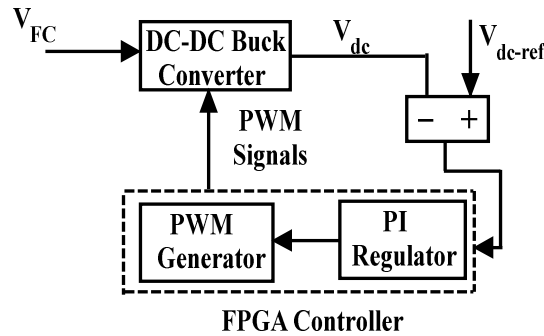 V_FC
DC-DC Buck
Converter
V_dc
V_dc-ref
− +
PWM
Signals
PWM
Generator
PI
Regulator
FPGA Controller